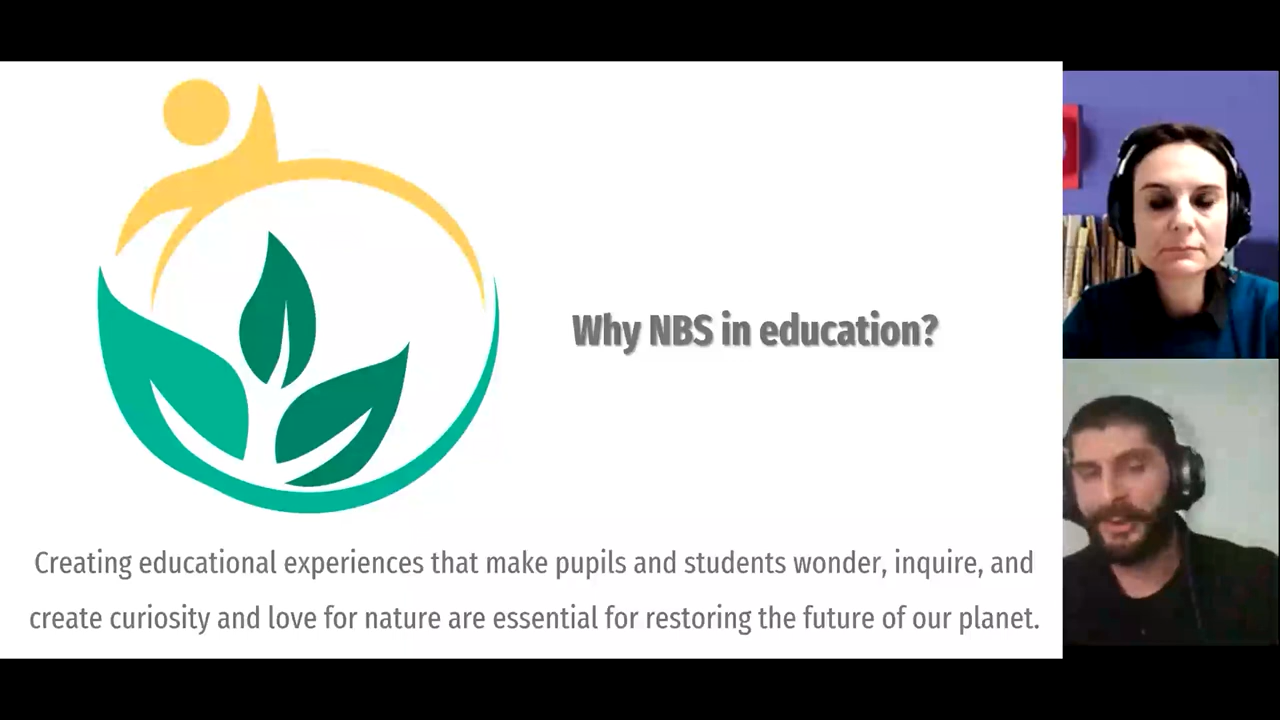 Why NBS in education?
Creating educational experiences that make pupils and students wonder, inquire, and
create curiosity and love for nature are essential for restoring the future of our planet.